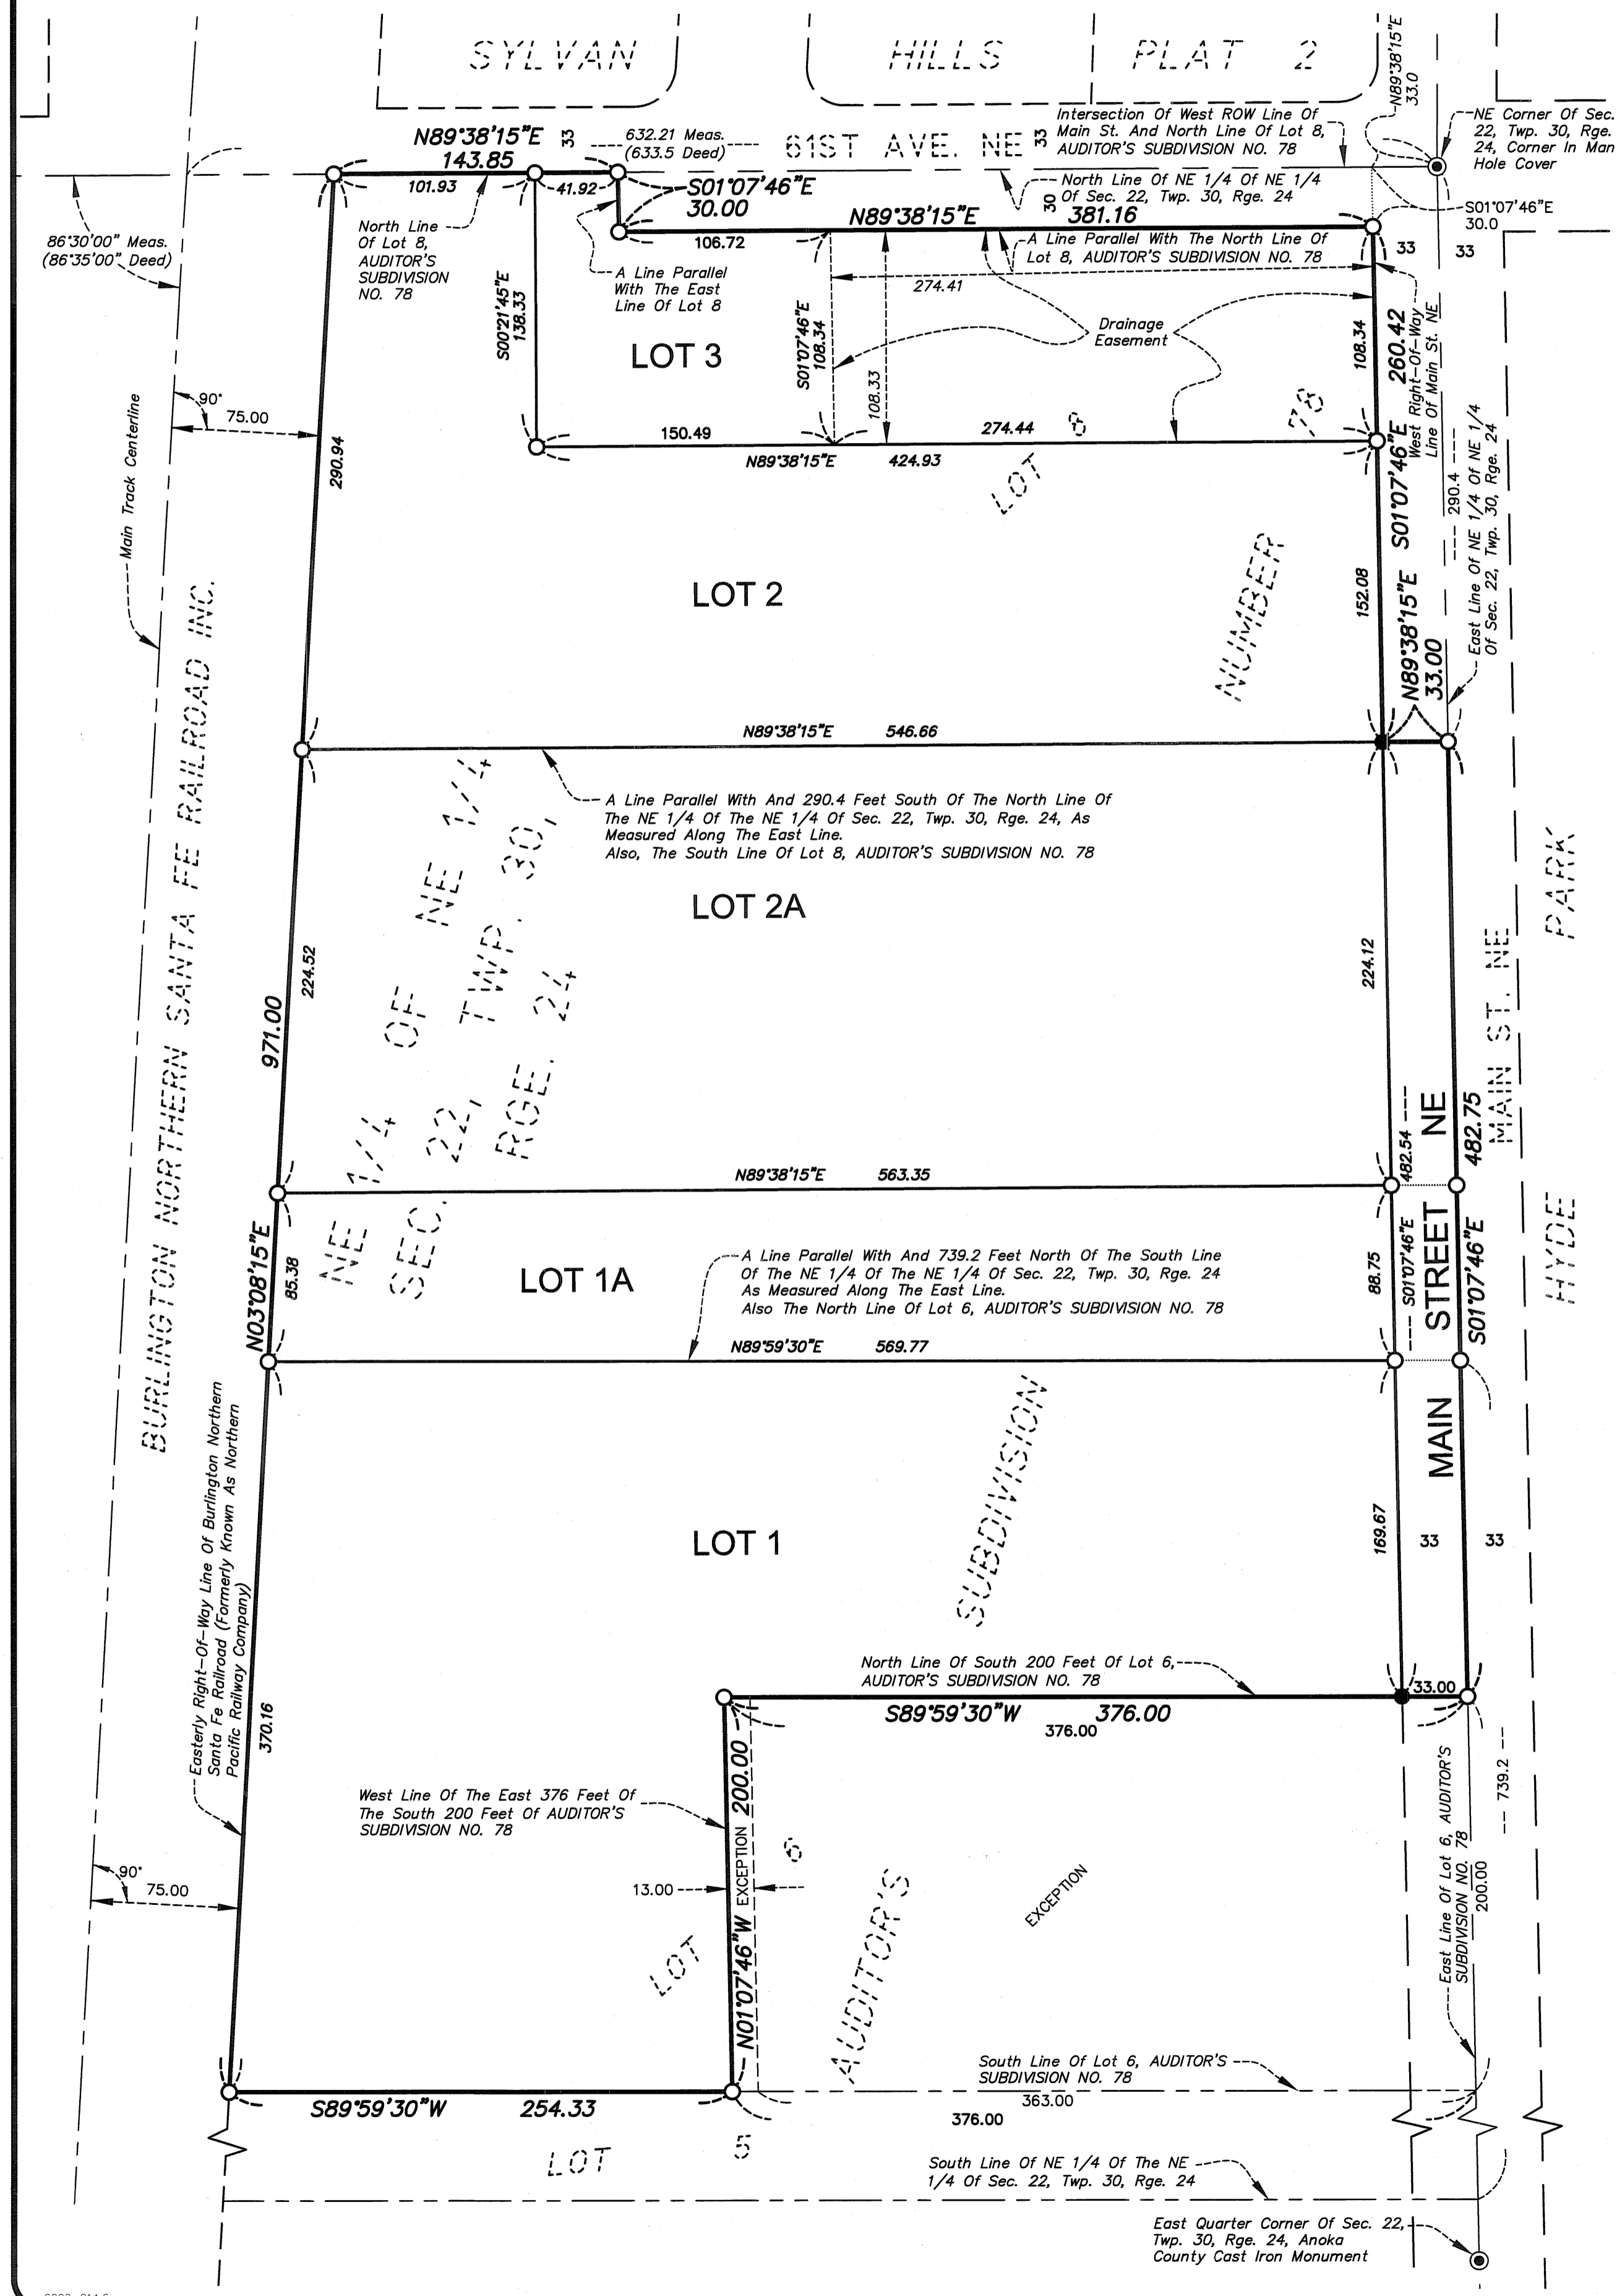 SYLVAN HILLS PLAT 2
N89°38'15"E
33.0
N89°38'15"E
143.85
33
632.21 Meas.
(633.5 Deed)
61ST AVE. NE
33
Intersection Of West ROW Line Of
Main St. And North Line Of Lot 8,
AUDITOR'S SUBDIVISION NO. 78
NE Corner Of Sec.
22, Twp. 30, Rge.
24, Corner In Man
Hole Cover
101.93
41.92
S01°07'46"E
30.00
30
North Line Of NE 1/4 Of NE 1/4
Of Sec. 22, Twp. 30, Rge. 24
N89°38'15"E 381.16
S01°07'46"E
30.0
86°30'00" Meas.
(86°35'00" Deed)
North Line
Of Lot 8,
AUDITOR'S
SUBDIVISION
NO. 78
106.72
A Line Parallel With The North Line Of
Lot 8, AUDITOR'S SUBDIVISION NO. 78
33
33
A Line Parallel
With The East
Line Of Lot 8
274.41
S00°21'45"E
138.33
S01°07'46"E
108.34
108.33
Drainage
Easement
108.34
S01°07'46"E 260.42
West Right-Of-Way
Line Of Main St. NE
LOT 3
90°
75.00
Main Track Centerline
290.94
150.49
274.44
N89°38'15"E 424.93
LOT 8
78
290.4
East Line Of NE 1/4 Of NE 1/4
Of Sec. 22, Twp. 30, Rge. 24
LOT 2
NUMBER
152.08
N89°38'15"E
33.00
BURLINGTON NORTHERN SANTA FE RAILROAD INC.
N89°38'15"E 546.66
A Line Parallel With And 290.4 Feet South Of The North Line Of
The NE 1/4 Of The NE 1/4 Of Sec. 22, Twp. 30, Rge. 24, As
Measured Along The East Line.
Also, The South Line Of Lot 8, AUDITOR'S SUBDIVISION NO. 78
LOT 2A
NE 1/4 OF NE 1/4
SEC. 22, TWP. 30,
RGE. 24
224.52
971.00
224.12
PARK
HYDE
MAIN ST. NE
482.54
482.75
N89°38'15"E 563.35
N03°08'15"E
85.38
LOT 1A
A Line Parallel With And 739.2 Feet North Of The South Line
Of The NE 1/4 Of The NE 1/4 Of Sec. 22, Twp. 30, Rge. 24
As Measured Along The East Line.
Also The North Line Of Lot 6, AUDITOR'S SUBDIVISION NO. 78
88.75
S01°07'46"E
MAIN STREET NE
S01°07'46"E
N89°59'30"E 569.77
LOT 1
SUBDIVISION
169.67
33
33
Easterly Right-Of-Way Line Of Burlington Northern
Santa Fe Railroad (Formerly Known As Northern
Pacific Railway Company)
370.16
North Line Of South 200 Feet Of Lot 6,
AUDITOR'S SUBDIVISION NO. 78
33.00
S89°59'30"W 376.00
376.00
West Line Of The East 376 Feet Of
The South 200 Feet Of AUDITOR'S
SUBDIVISION NO. 78
N01°07'46"W 200.00
EXCEPTION
13.00
LOT 6
AUDITOR'S
EXCEPTION
739.2
East Line Of Lot 6, AUDITOR'S
SUBDIVISION NO. 78
200.00
90°
75.00
South Line Of Lot 6, AUDITOR'S
SUBDIVISION NO. 78
363.00
376.00
S89°59'30"W 254.33
LOT 5
South Line Of NE 1/4 Of The NE
1/4 Of Sec. 22, Twp. 30, Rge. 24
East Quarter Corner Of Sec. 22,
Twp. 30, Rge. 24, Anoka
County Cast Iron Monument